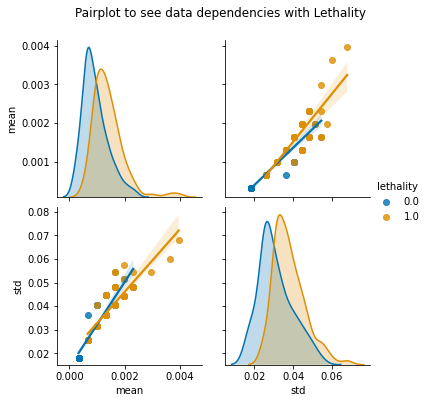 Pairplot to see data dependencies with Lethality
0.004
0.003
0.002
0.001
mean
lethality
0.0
1.0
0.08
0.07
0.06
0.05
0.04
0.03
0.02
std
0.000 0.002 0.004
mean
0.02 0.04 0.06
std